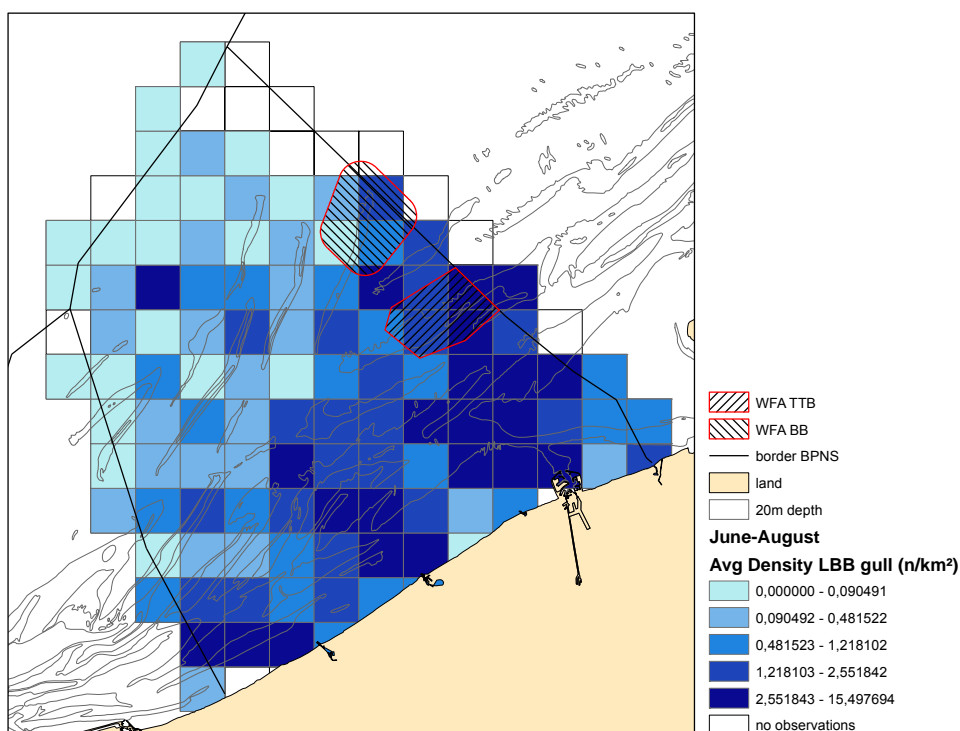 WFA TTB
WFA BB
border BPNS
land
20m depth
June-August
Avg Density LBB gull (n/km²)
0,000000 - 0,090491
0,090492 - 0,481522
0,481523 - 1,218102
1,218103 - 2,551842
2,551843 - 15,497694
no observations